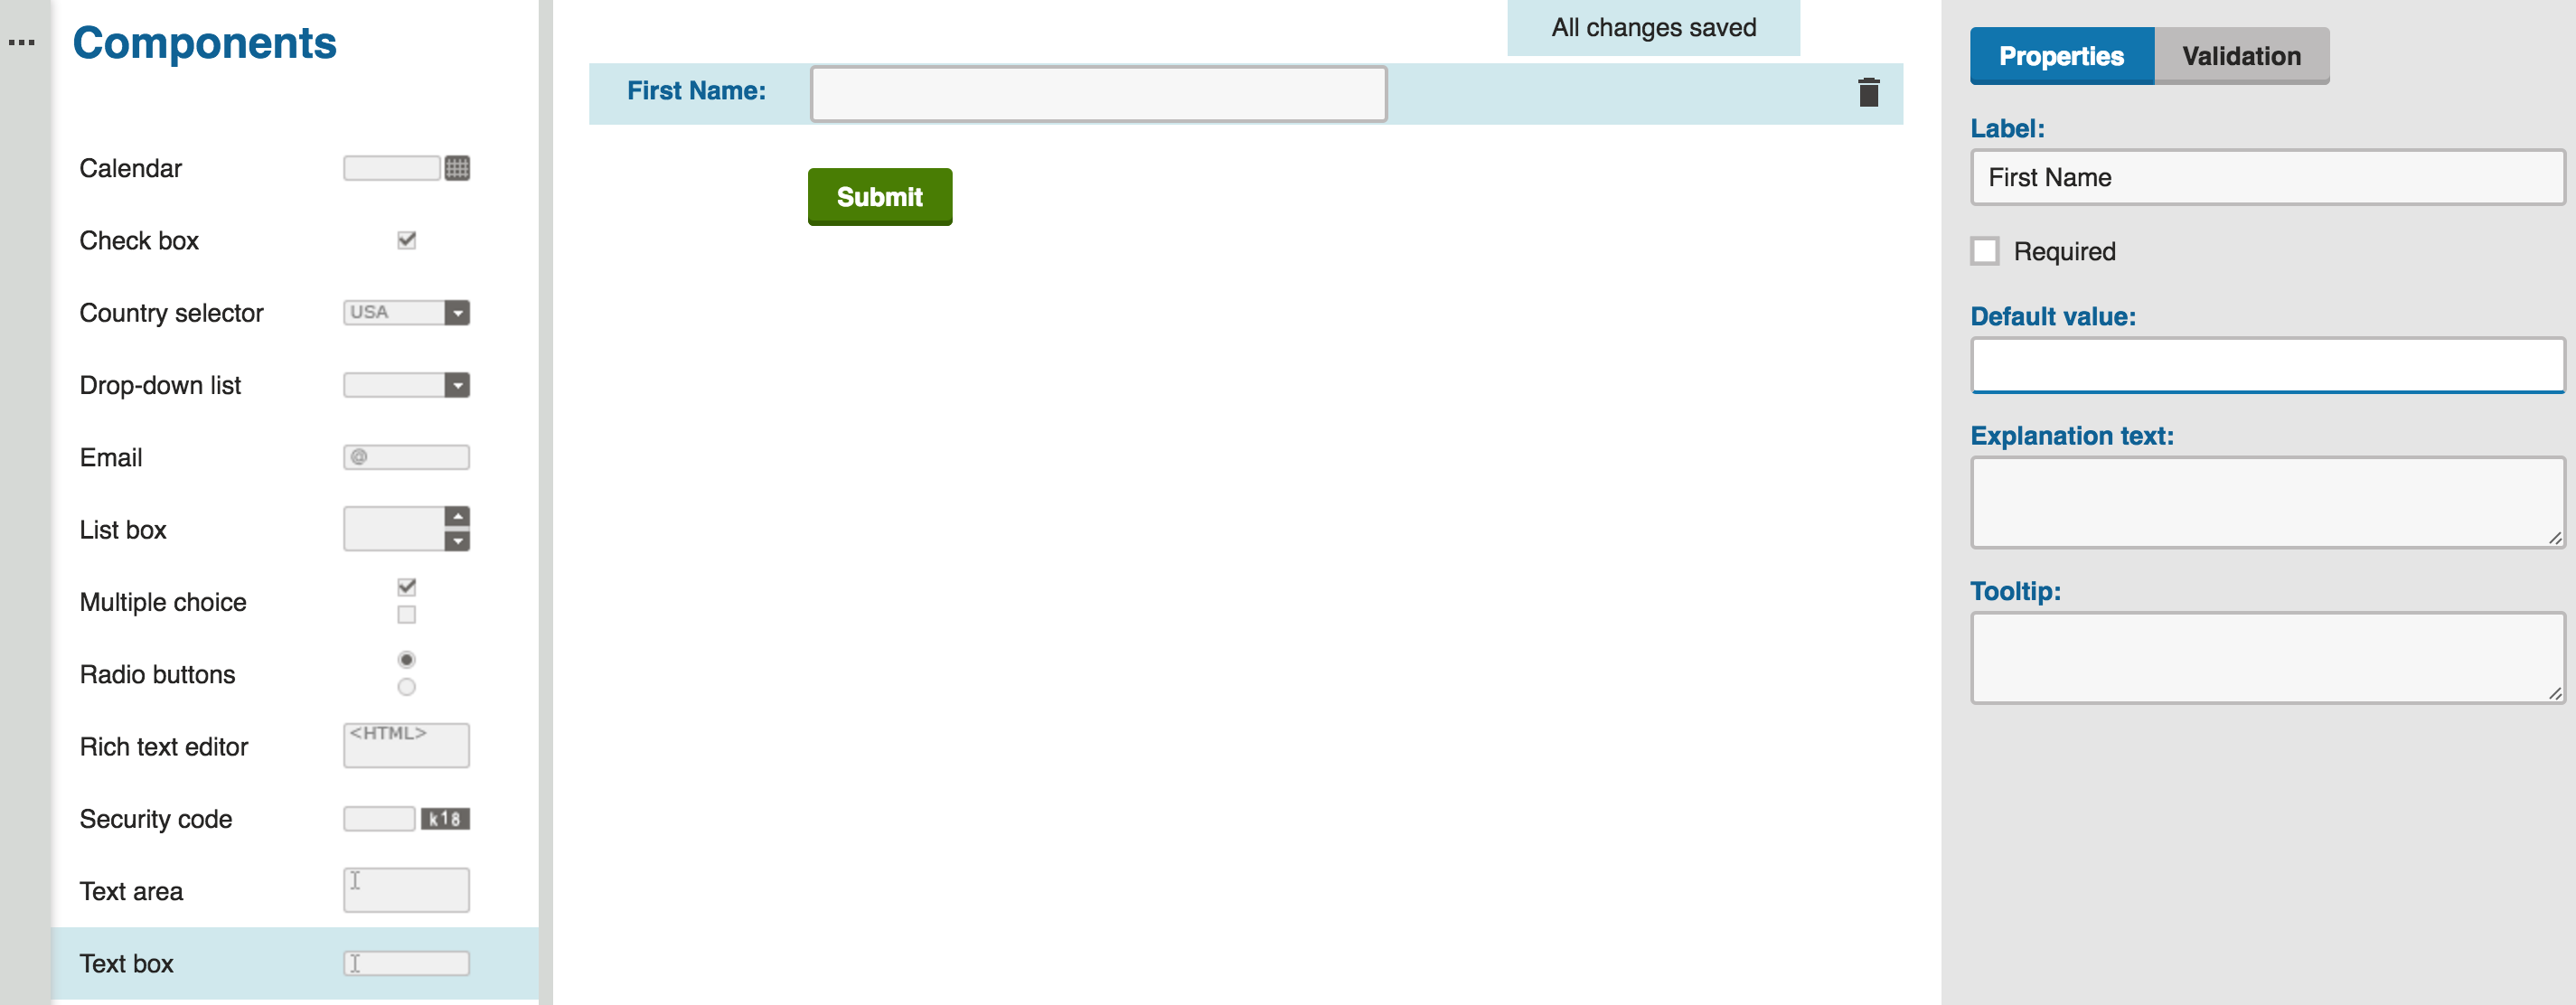 Components
Calendar
Check box
Country selector
USA
Drop-down list
Email
@
List box
Multiple choice
Radio buttons
Rich text editor
<HTML>
Security code
k18
Text area
Text box
All changes saved
First Name:
Submit
Properties
Validation
Label:
First Name
Required
Default value:
Explanation text:
Tooltip: